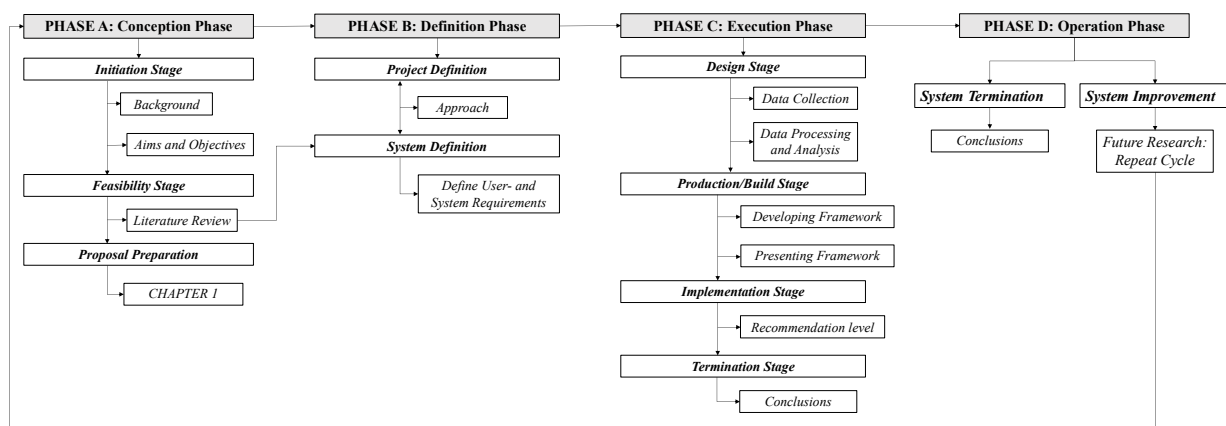 PHASE A: Conception Phase
Initiation Stage
Background
Aims and Objectives
Feasibility Stage
Literature Review
Proposal Preparation
CHAPTER 1
PHASE B: Definition Phase
Project Definition
Approach
System Definition
Define User- and
System Requirements
PHASE C: Execution Phase
Design Stage
Data Collection
Data Processing
and Analysis
Production/Build Stage
Developing Framework
Presenting Framework
Implementation Stage
Recommendation level
Termination Stage
Conclusions
PHASE D: Operation Phase
System Termination
Conclusions
System Improvement
Future Research:
Repeat Cycle